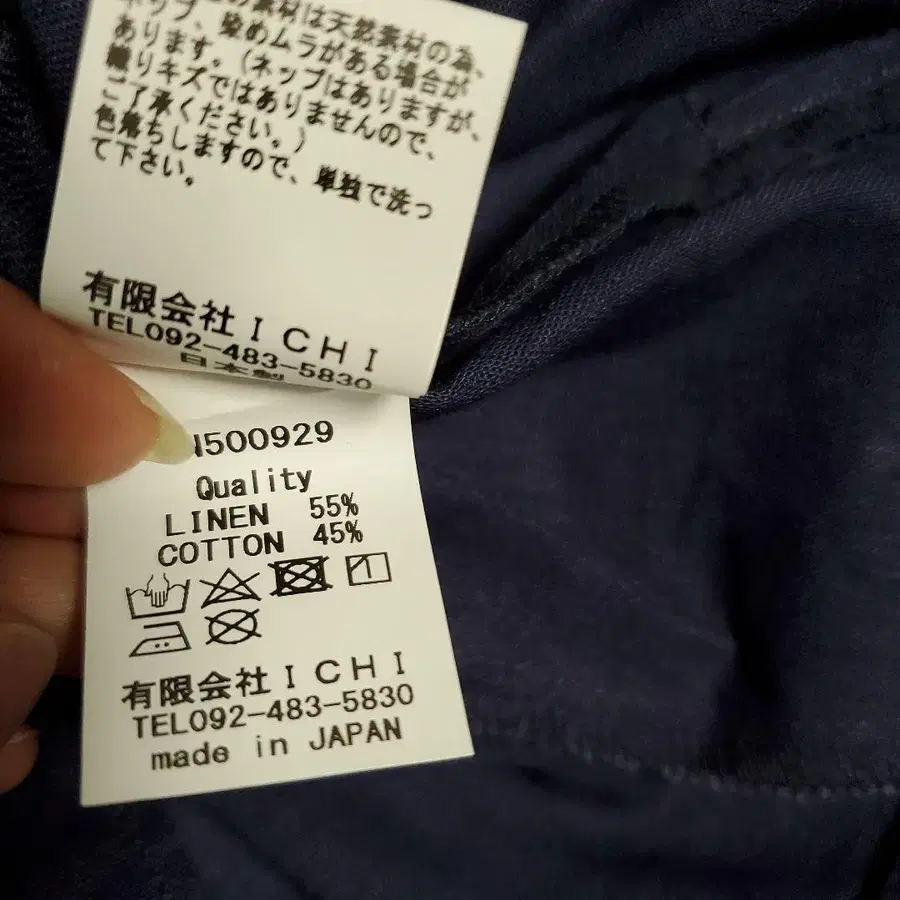 の素材は天然素材の為、
ネップ、染めムラがある場合が
あります。(ネップはありますが、
織りキズではありませんので、
ご了承ください。)
色落ちしますので、単独で洗っ
て下さい。
有限会社ICHI
TEL092-483-5830
日本製
500929
Quality
LINEN 55%
COTTON 45%
有限会社ICHI
TEL092-483-5830
made in JAPAN